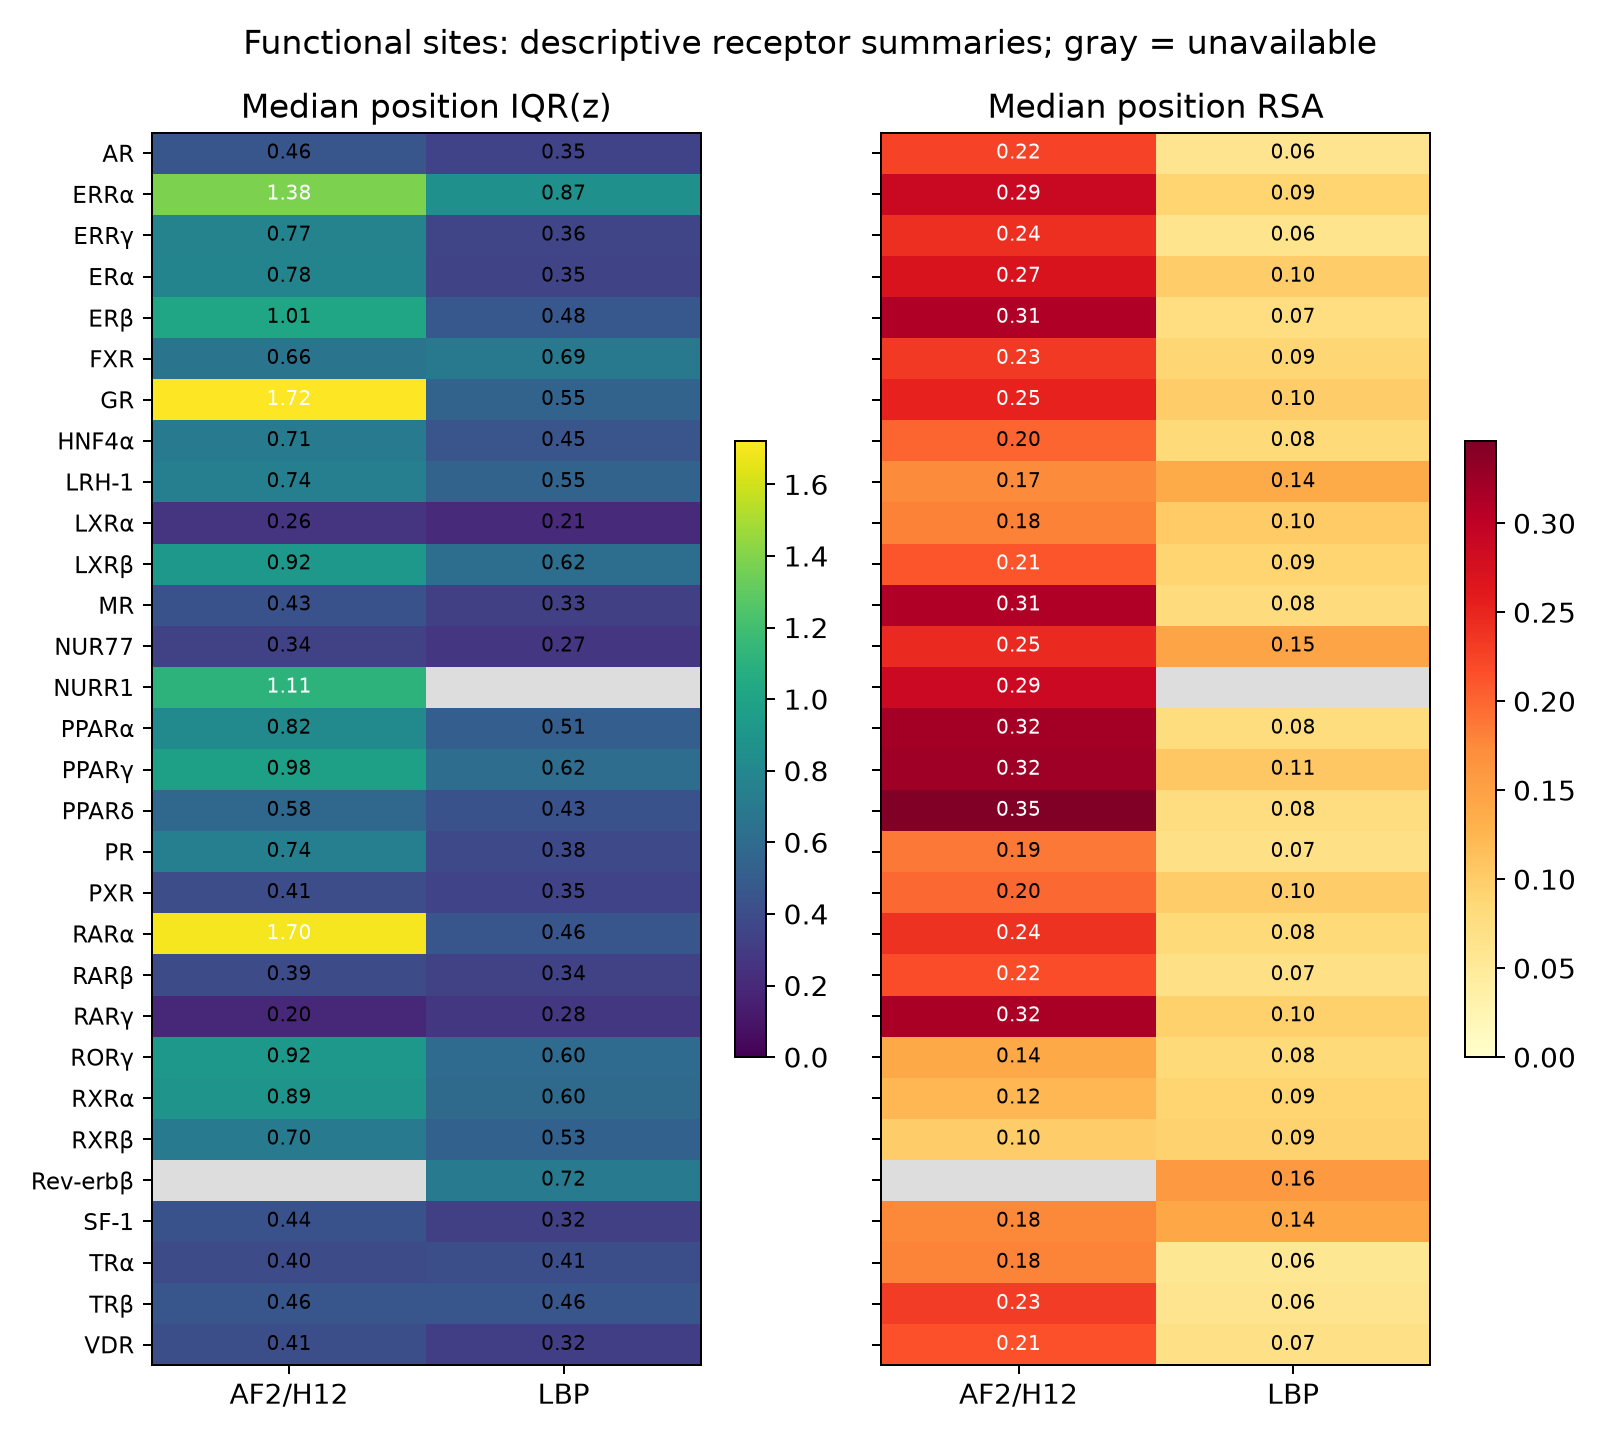 Functional sites: descriptive receptor summaries; gray = unavailable
Median position IQR(z)
Median position RSA
AR 0.46 0.35 0.22 0.06
ERRα 1.38 0.87 0.29 0.09
ERRγ 0.77 0.36 0.24 0.06
ERα 0.78 0.35 0.27 0.10
ERβ 1.01 0.48 0.31 0.07
FXR 0.66 0.69 0.23 0.09
GR 1.72 0.55 0.25 0.10
HNF4α 0.71 0.45 0.20 0.08
LRH-1 0.74 0.55 0.17 0.14
LXRα 0.26 0.21 0.18 0.10
LXRβ 0.92 0.62 0.21 0.09
MR 0.43 0.33 0.31 0.08
NUR77 0.34 0.27 0.25 0.15
NURR1 1.11 0.29
PPARα 0.82 0.51 0.32 0.08
PPARγ 0.98 0.62 0.32 0.11
PPARδ 0.58 0.43 0.35 0.08
PR 0.74 0.38 0.19 0.07
PXR 0.41 0.35 0.20 0.10
RARα 1.70 0.46 0.24 0.08
RARβ 0.39 0.34 0.22 0.07
RARγ 0.20 0.28 0.32 0.10
RORγ 0.92 0.60 0.14 0.08
RXRα 0.89 0.60 0.12 0.09
RXRβ 0.70 0.53 0.10 0.09
Rev-erbβ 0.72 0.16
SF-1 0.44 0.32 0.18 0.14
TRα 0.40 0.41 0.18 0.06
TRβ 0.46 0.46 0.23 0.06
VDR 0.41 0.32 0.21 0.07
AF2/H12 LBP
AF2/H12 LBP
1.6
1.4
1.2
1.0
0.8
0.6
0.4
0.2
0.0
0.30
0.25
0.20
0.15
0.10
0.05
0.00